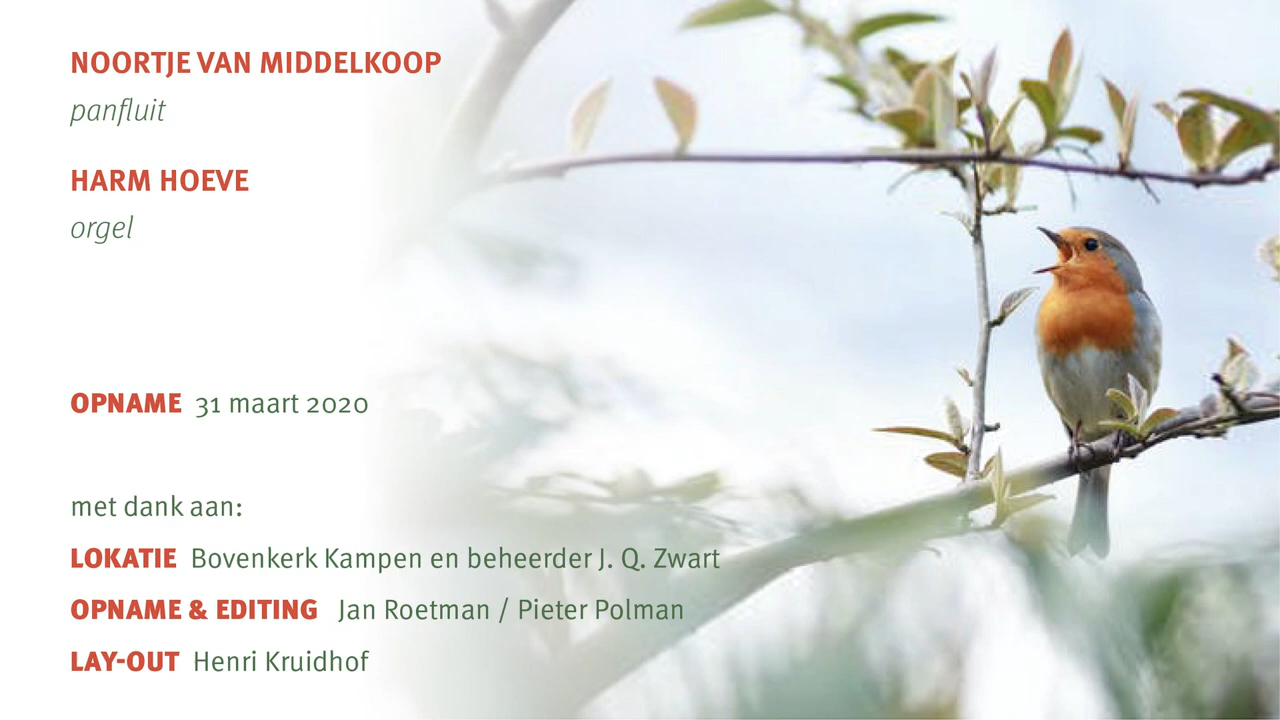 NOORTJE VAN MIDDELKOOP
panfluit
HARM HOEVE
orgel
OPNAME 31 maart 2020
met dank aan:
LOKATIE Bovenkerk Kampen en beheerder J. Q. Zwart
OPNAME & EDITING Jan Roetman / Pieter Polman
LAY-OUT Henri Kruidhof